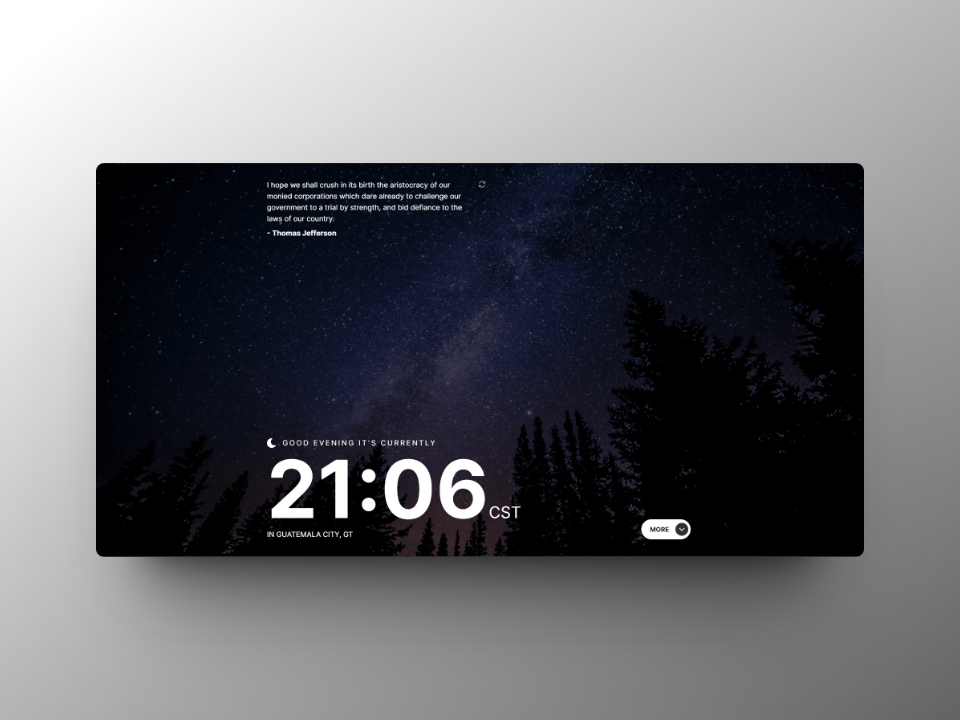 I hope we shall crush in its birth the aristocracy of our
monied corporations which dare already to challenge our
government to a trial by strength, and bid defiance to the
laws of our country.
- Thomas Jefferson
GOOD EVENING IT'S CURRENTLY
21:06 CST
IN GUATEMALA CITY, GT
MORE